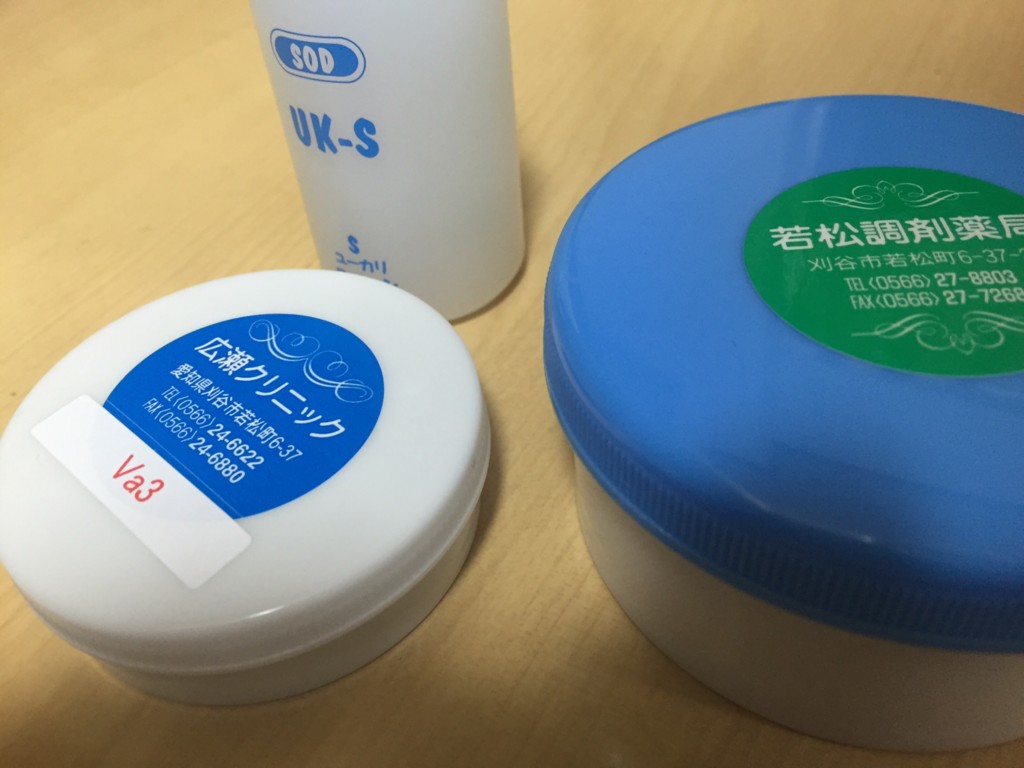 SOD
UK-S
S
ユーカリ
広瀬クリニック
愛知県刈谷市若松町6-37
TEL(0566)24-6622
FAX(0566)24-6880
Va3
若松調剤薬局
刈谷市若松町6-37-
TEL(0566)27-8803
FAX(0566)27-7268